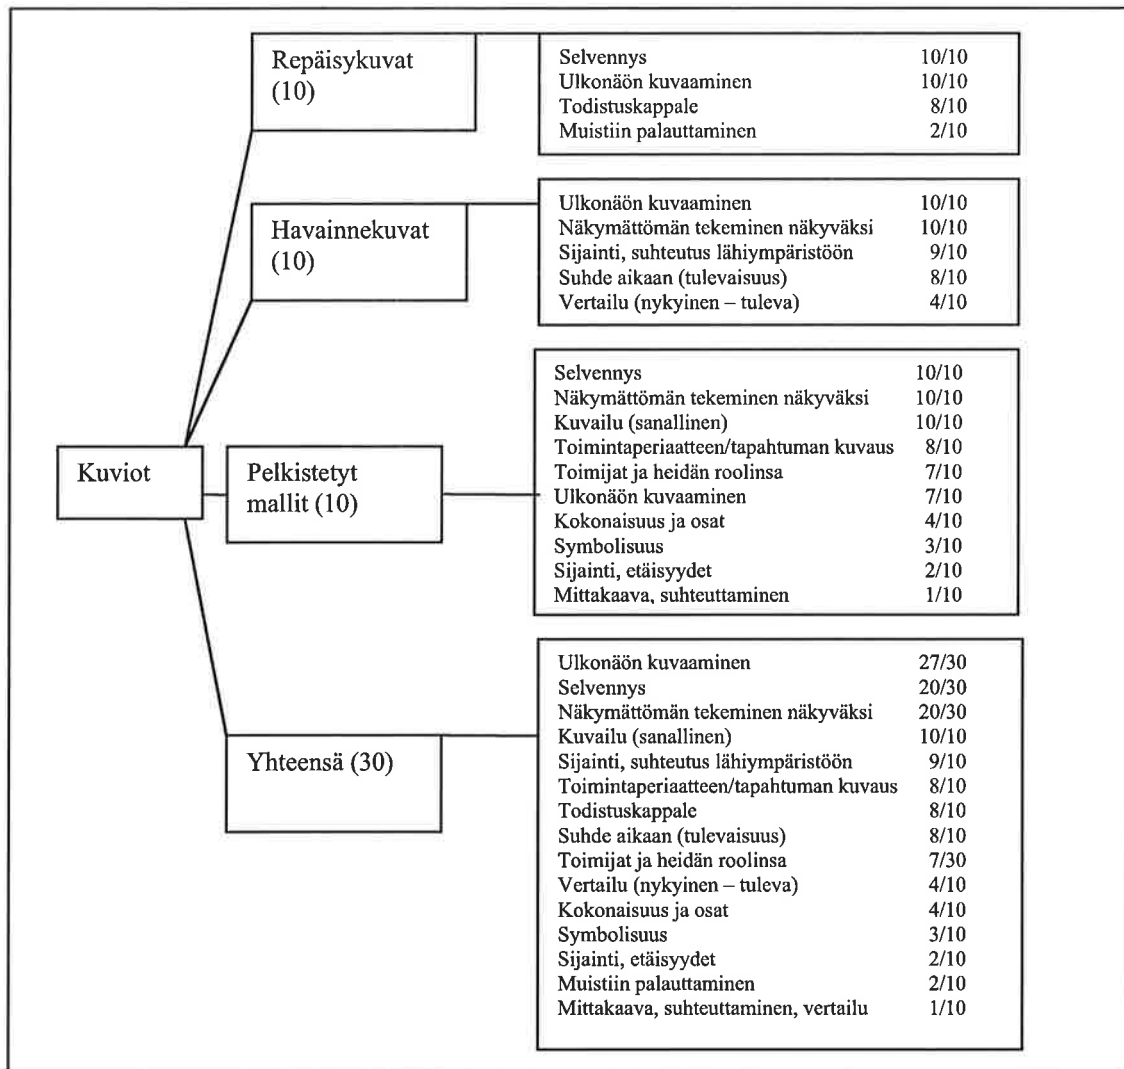 Repäisykuvat
(10)
Selvennys 10/10
Ulkonäön kuvaaminen 10/10
Todistuskappale 8/10
Muistiin palauttaminen 2/10
Havainnekuvat
(10)
Ulkonäön kuvaaminen 10/10
Näkymättömän tekeminen näkyväksi 10/10
Sijainti, suhteutus lähiympäristöön 9/10
Suhde aikaan (tulevaisuus) 8/10
Vertailu (nykyinen – tuleva) 4/10
Kuviot
Pelkistetyt
mallit (10)
Selvennys 10/10
Näkymättömän tekeminen näkyväksi 10/10
Kuvailu (sanallinen) 10/10
Toimintaperiaatteen/tapahtuman kuvaus 8/10
Toimijat ja heidän roolinsa 7/10
Ulkonäön kuvaaminen 7/10
Kokonaisuus ja osat 4/10
Symbolisuus 3/10
Sijainti, etäisyydet 2/10
Mittakaava, suhteuttaminen 1/10
Yhteensä (30)
Ulkonäön kuvaaminen 27/30
Selvennys 20/30
Näkymättömän tekeminen näkyväksi 20/30
Kuvailu (sanallinen) 10/10
Sijainti, suhteutus lähiympäristöön 9/10
Toimintaperiaatteen/tapahtuman kuvaus 8/10
Todistuskappale 8/10
Suhde aikaan (tulevaisuus) 8/10
Toimijat ja heidän roolinsa 7/30
Vertailu (nykyinen – tuleva) 4/10
Kokonaisuus ja osat 4/10
Symbolisuus 3/10
Sijainti, etäisyydet 2/10
Muistiin palauttaminen 2/10
Mittakaava, suhteuttaminen, vertailu 1/10